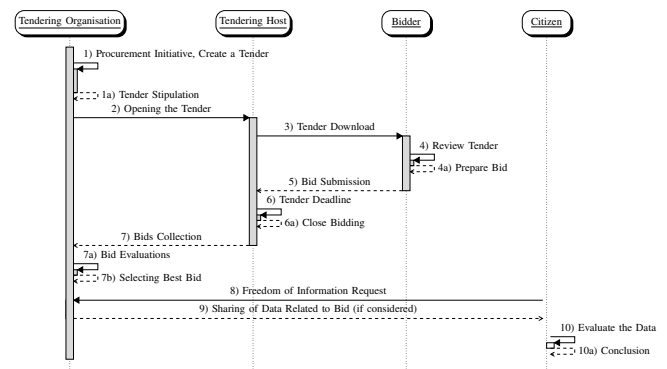 Tendering Organisation
Tendering Host
Bidder
Citizen
1) Procurement Initiative, Create a Tender
1a) Tender Stipulation
2) Opening the Tender
3) Tender Download
4) Review Tender
4a) Prepare Bid
5) Bid Submission
6) Tender Deadline
6a) Close Bidding
7) Bids Collection
7a) Bid Evaluations
7b) Selecting Best Bid
8) Freedom of Information Request
9) Sharing of Data Related to Bid (if considered)
10) Evaluate the Data
10a) Conclusion